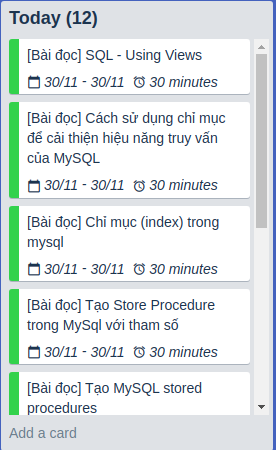 Today (12)
[Bài đọc] SQL - Using Views
30/11 - 30/11 30 minutes
[Bài đọc] Cách sử dụng chỉ mục
để cải thiện hiệu năng truy vấn
của MySQL
30/11 - 30/11 30 minutes
[Bài đọc] Chỉ mục (index) trong
mysql
30/11 - 30/11 30 minutes
[Bài đọc] Tạo Store Procedure
trong MySql với tham số
30/11 - 30/11 30 minutes
[Bài đọc] Tạo MySQL stored
procedures
Add a card